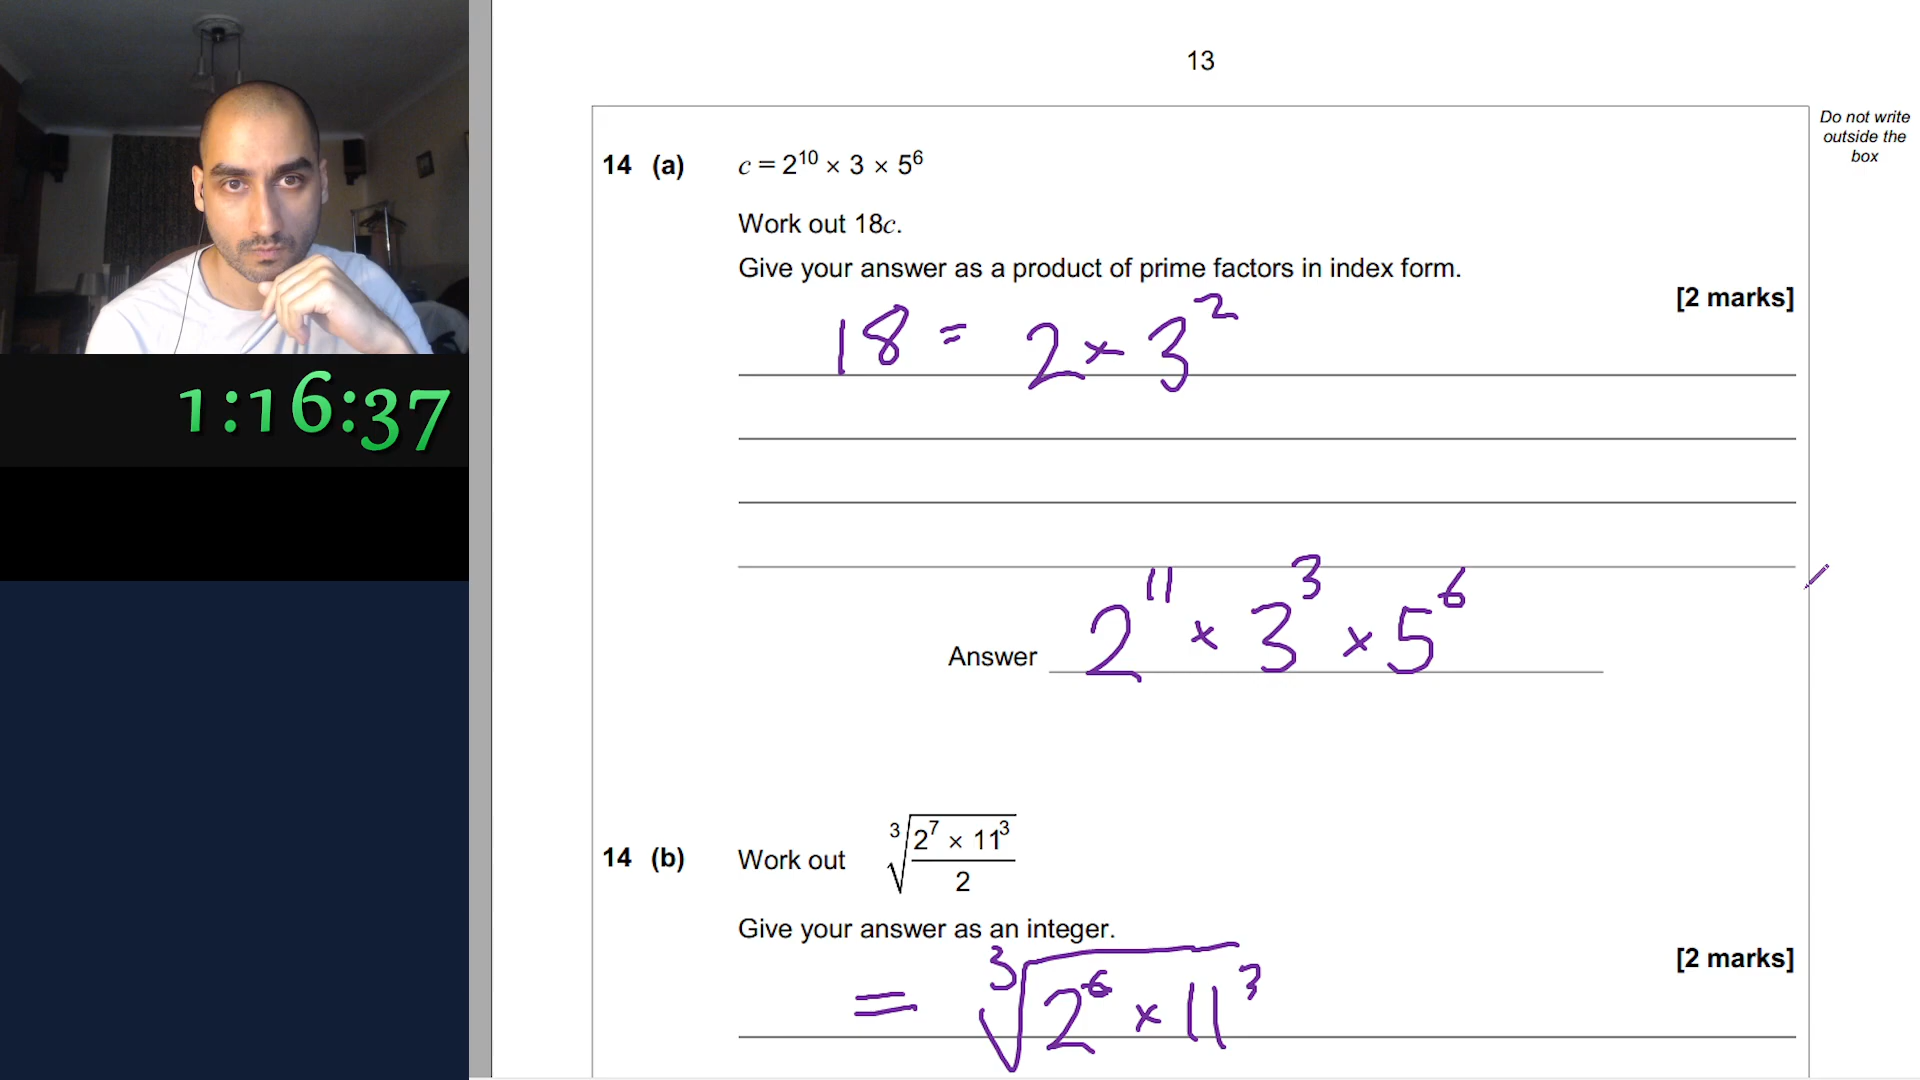 1:16:37
13
Do not write
outside the
box
14 (a) c = 2¹⁰ × 3 × 5⁶
Work out 18c.
Give your answer as a product of prime factors in index form.
[2 marks]
18 = 2 × 3²
Answer 2¹¹ × 3³ × 5⁶
14 (b) Work out ∛((2⁷ × 11³)/2)
Give your answer as an integer.
[2 marks]
= ∛(2⁶ × 11³)